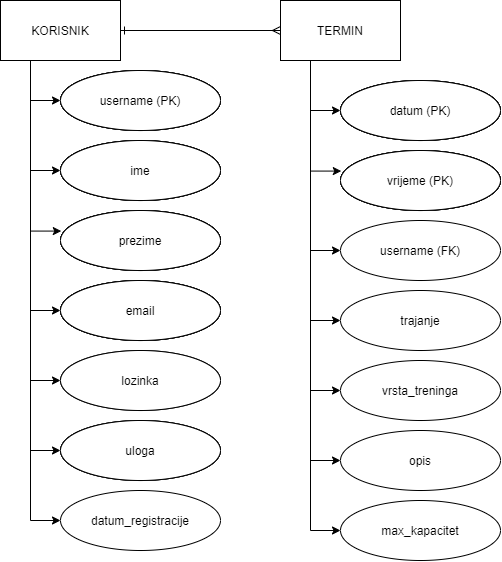 KORISNIK
username (PK)
ime
prezime
email
lozinka
uloga
datum_registracije
TERMIN
datum (PK)
vrijeme (PK)
username (FK)
trajanje
vrsta_treninga
opis
max_kapacitet